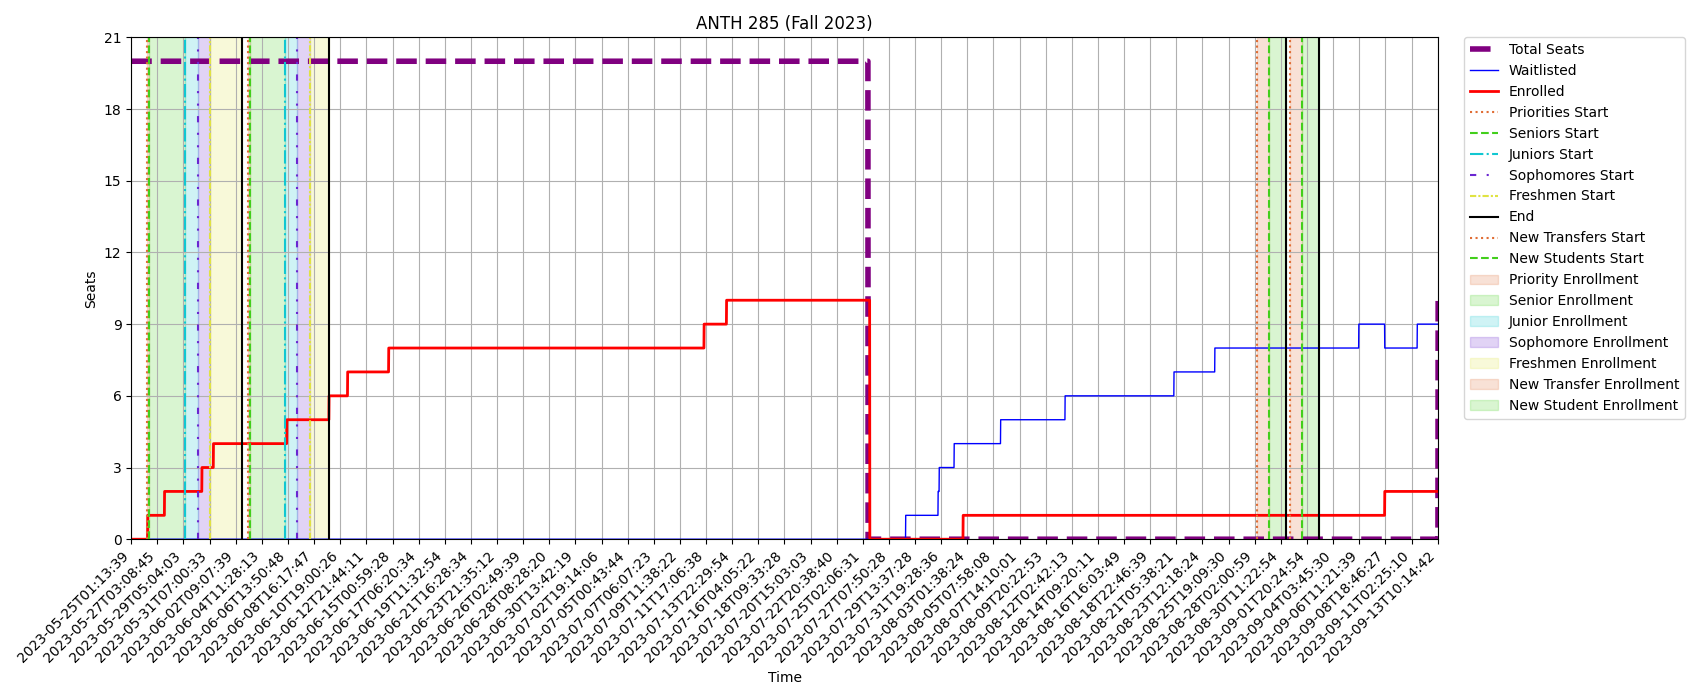 ANTH 285 (Fall 2023)
Seats
21
18
15
12
9
6
3
0
2023-05-25T01:13:39
2023-05-27T03:08:45
2023-05-29T05:04:03
2023-05-31T07:00:33
2023-06-02T09:07:39
2023-06-04T11:28:13
2023-06-06T13:50:48
2023-06-08T16:17:47
2023-06-10T19:00:26
2023-06-12T21:44:11
2023-06-15T00:59:28
2023-06-17T06:20:34
2023-06-19T11:32:54
2023-06-21T16:28:34
2023-06-23T21:35:12
2023-06-26T02:49:39
2023-06-28T08:28:20
2023-06-30T13:42:19
2023-07-02T19:14:06
2023-07-05T00:43:44
2023-07-07T06:07:23
2023-07-09T11:38:22
2023-07-11T17:06:38
2023-07-13T22:29:54
2023-07-16T04:05:22
2023-07-18T09:33:28
2023-07-20T15:03:03
2023-07-22T20:38:40
2023-07-25T02:06:31
2023-07-27T07:50:28
2023-07-29T13:37:28
2023-07-31T19:28:36
2023-08-03T01:38:24
2023-08-05T07:58:08
2023-08-07T14:10:01
2023-08-09T20:22:53
2023-08-12T02:42:13
2023-08-14T09:20:11
2023-08-16T16:03:49
2023-08-18T22:46:39
2023-08-21T05:38:21
2023-08-23T12:18:24
2023-08-25T19:09:30
2023-08-28T02:00:59
2023-08-30T11:22:54
2023-09-01T20:24:54
2023-09-04T03:45:30
2023-09-06T11:21:39
2023-09-08T18:46:27
2023-09-11T02:25:10
2023-09-13T10:14:42
Time
Total Seats
Waitlisted
Enrolled
Priorities Start
Seniors Start
Juniors Start
Sophomores Start
Freshmen Start
End
New Transfers Start
New Students Start
Priority Enrollment
Senior Enrollment
Junior Enrollment
Sophomore Enrollment
Freshmen Enrollment
New Transfer Enrollment
New Student Enrollment